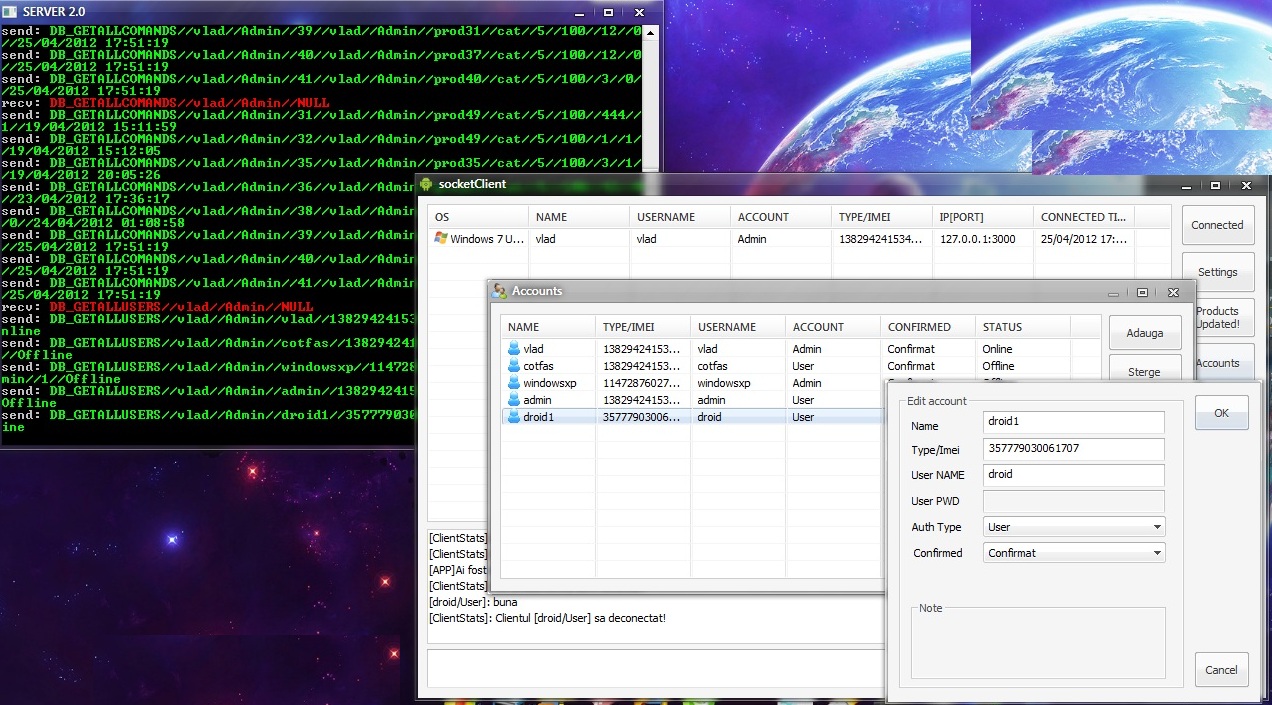 SERVER 2.0
send: DB_GETALLCOMANDS//vlad//Admin//39//vlad//Admin//prod31//cat//5//100//12//0
//25/04/2012 17:51:19
send: DB_GETALLCOMANDS//vlad//Admin//40//vlad//Admin//prod37//cat//5//100//12//0
//25/04/2012 17:51:19
send: DB_GETALLCOMANDS//vlad//Admin//41//vlad//Admin//prod40//cat//5//100//3//0/
/25/04/2012 17:51:19
recv: DB_GETALLCOMANDS//vlad//Admin//NULL
send: DB_GETALLCOMANDS//vlad//Admin//31//vlad//Admin//prod49//cat//5//100//444//
1//19/04/2012 15:11:59
send: DB_GETALLCOMANDS//vlad//Admin//32//vlad//Admin//prod49//cat//5//100//1//1/
/19/04/2012 15:12:05
send: DB_GETALLCOMANDS//vlad//Admin//35//vlad//Admin//prod35//cat//5//100//3//1/
/19/04/2012 20:05:26
send: DB_GETALLCOMANDS//vlad//Admin//36//vlad//Admin
//23/04/2012 17:36:17
send: DB_GETALLCOMANDS//vlad//Admin//38//vlad//Admin
/0//24/04/2012 01:08:58
send: DB_GETALLCOMANDS//vlad//Admin//39//vlad//Admin
//25/04/2012 17:51:19
send: DB_GETALLCOMANDS//vlad//Admin//40//vlad//Admin
//25/04/2012 17:51:19
send: DB_GETALLCOMANDS//vlad//Admin//41//vlad//Admin
/25/04/2012 17:51:19
recv: DB_GETALLUSERS//vlad//Admin//NULL
send: DB_GETALLUSERS//vlad//Admin//vlad//13829424153
nline
send: DB_GETALLUSERS//vlad//Admin//cotfas//138294241
//Offline
send: DB_GETALLUSERS//vlad//Admin//windowsxp//114728
min//1//Offline
send: DB_GETALLUSERS//vlad//Admin//admin//1382942415
Offline
send: DB_GETALLUSERS//vlad//Admin//droid1//357779030
ine
socketClient
OS NAME USERNAME ACCOUNT TYPE/IMEI IP[PORT] CONNECTED TI...
Windows 7 U... vlad vlad Admin 138294241534... 127.0.0.1:3000 25/04/2012 17:...
Connected
Settings
Products
Updated!
Accounts
Accounts
NAME TYPE/IMEI USERNAME ACCOUNT CONFIRMED STATUS
vlad 13829424153... vlad Admin Confirmat Online
cotfas 13829424153... cotfas User Confirmat Offline
windowsxp 11472876027... windowsxp Admin
admin 13829424153... admin User
droid1 35777903006... droid User
Adauga
Sterge
Edit account
Name droid1
Type/Imei 357779030061707
User NAME droid
User PWD
Auth Type User
Confirmed Confirmat
Note
OK
Cancel
[ClientStats]
[ClientStats]
[APP]Ai fost
[ClientStats]
[droid/User]: buna
[ClientStats]: Clientul [droid/User] sa deconectat!